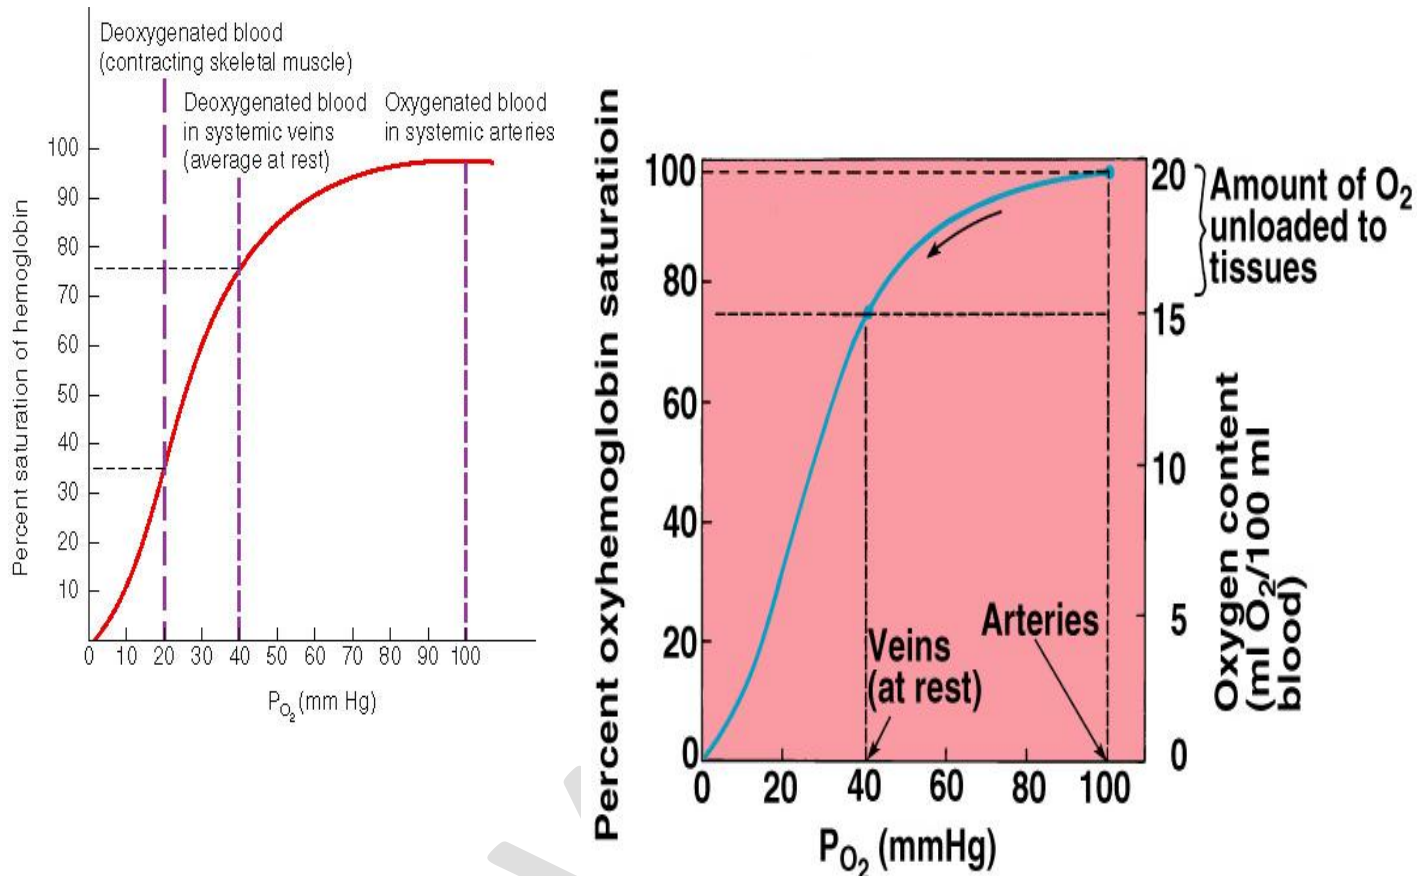 Deoxygenated blood
(contracting skeletal muscle)
Deoxygenated blood
in systemic veins
(average at rest)
Oxygenated blood
in systemic arteries
Percent saturation of hemoglobin
100
90
80
70
60
50
40
30
20
10
0 10 20 30 40 50 60 70 80 90 100
PO2 (mm Hg)
Percent oxyhemoglobin saturatioin
100
80
60
40
20
0
0 20 40 60 80 100
PO2 (mmHg)
Veins
(at rest)
Arteries
20
15
10
5
0
Amount of O2
unloaded to
tissues
Oxygen content
(ml O2/100 ml
blood)